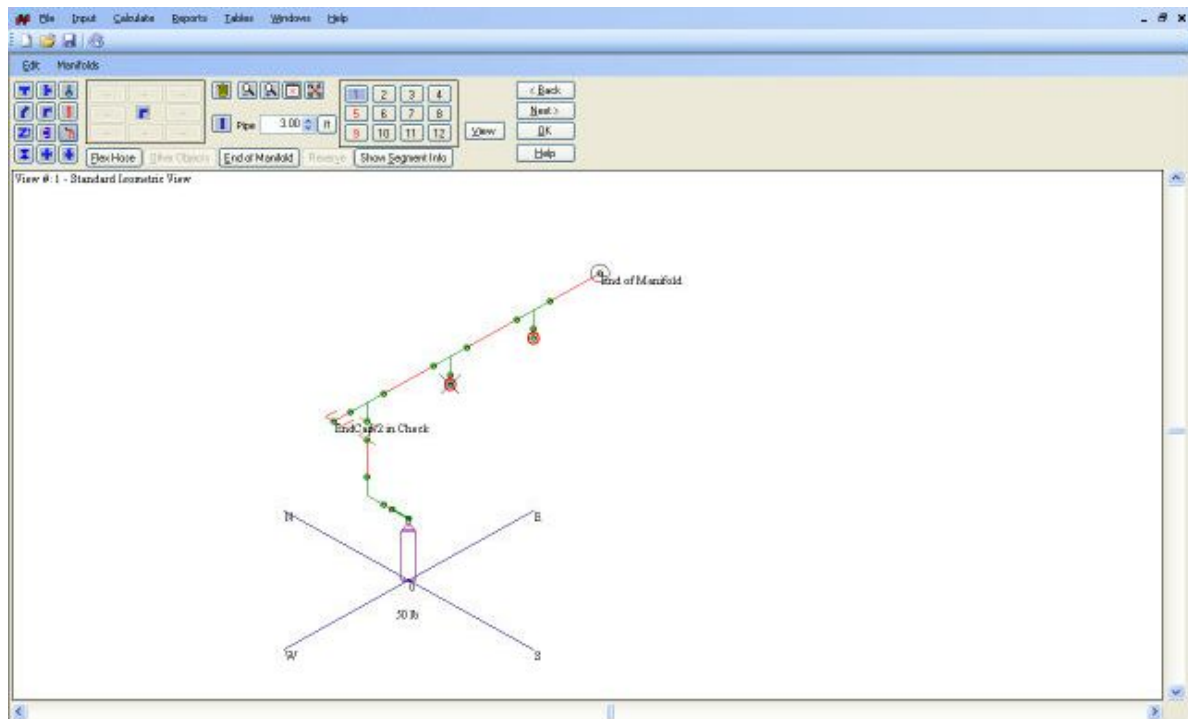 File Input Calculate Reports Tables Windows Help
Edit Manifolds
1 2 3 4
< Back
Pipe 3.00 ft
5 6 7 8
Next >
9 10 11 12
View
OK
Flex Hose Other Objects End of Manifold Reverse Show Segment Info
Help
View #: 1 - Standard Isometric View
End of Manifold
2 in Check
N
E
0
50 lb
W
S